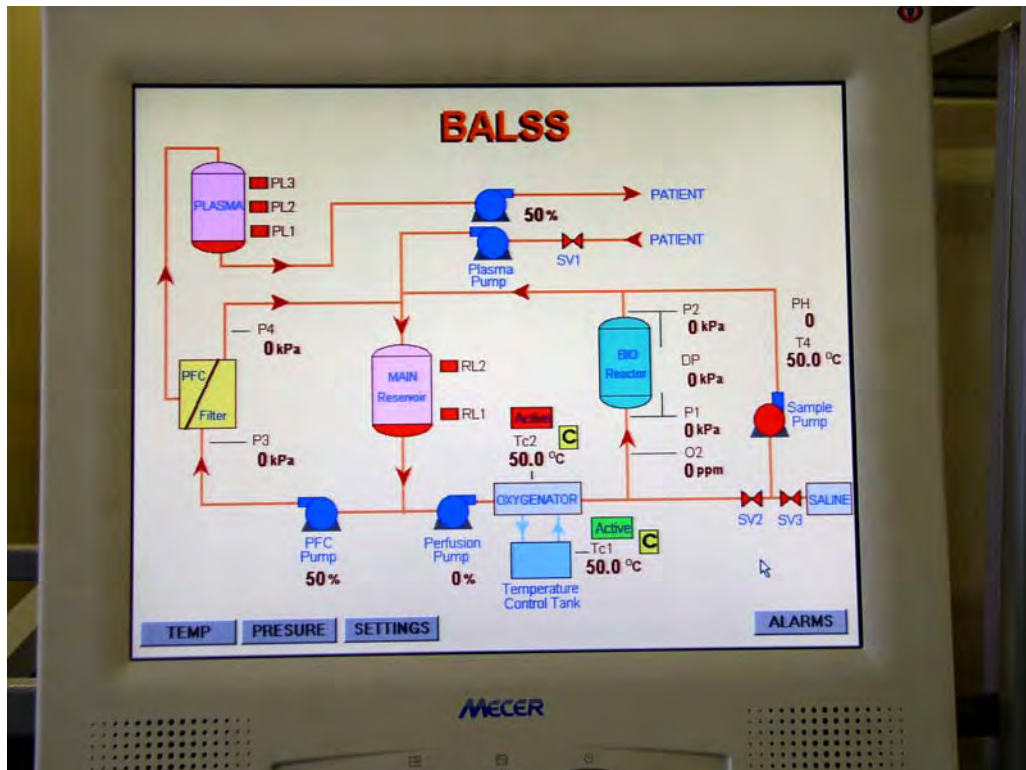 BALSS
PLASMA
PL3
PL2
PL1
50%
PATIENT
PATIENT
SV1
Plasma
Pump
P4
0 kPa
PFC
Filter
P3
0 kPa
MAIN
Reservoir
RL2
RL1
BIO
Reactor
P2
0 kPa
DP
0 kPa
P1
0 kPa
O2
0 ppm
PH
0
T4
50.0 °C
Sample
Pump
Active
Tc2
50.0 °C
C
OXYGENATOR
SV2
SV3
SALINE
PFC
Pump
50%
Perfusion
Pump
0%
Active
C
Tc1
50.0 °C
Temperature
Control Tank
TEMP
PRESURE
SETTINGS
ALARMS
MECER